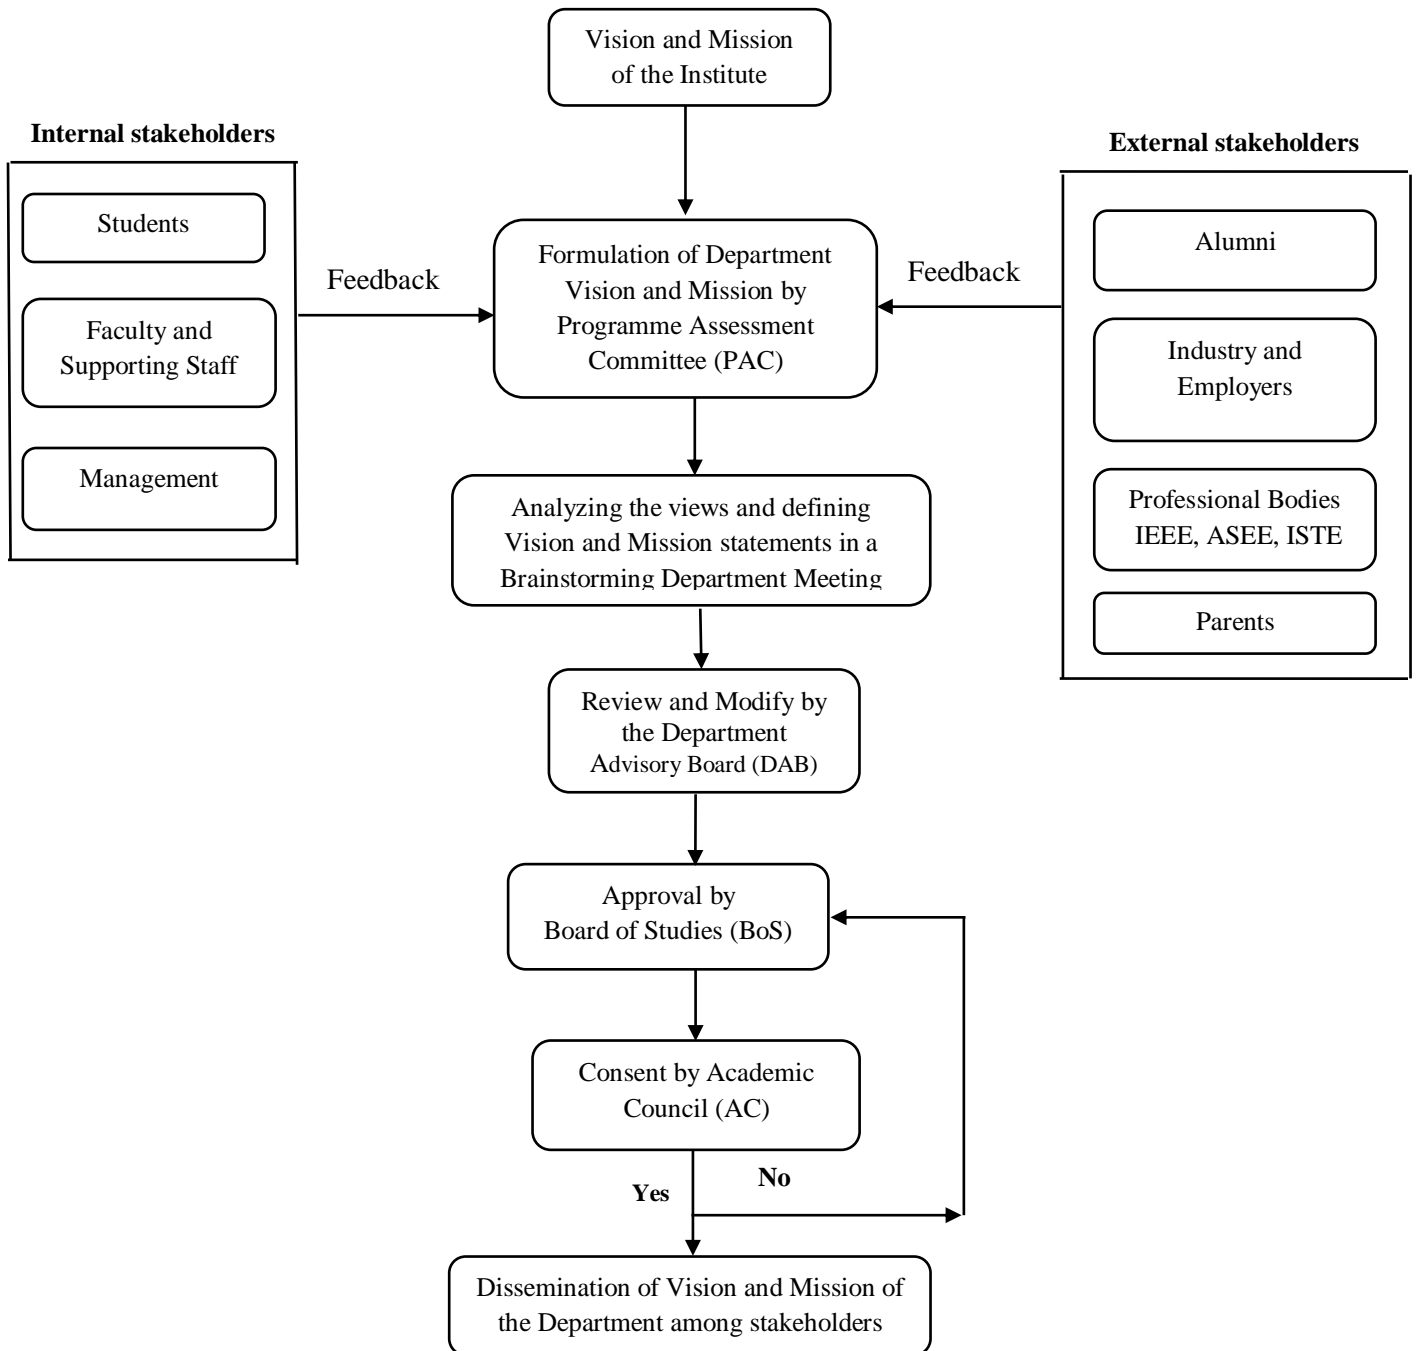 Vision and Mission
of the Institute
Internal stakeholders
Students
Faculty and
Supporting Staff
Management
Feedback
Formulation of Department
Vision and Mission by
Programme Assessment
Committee (PAC)
Feedback
External stakeholders
Alumni
Industry and
Employers
Professional Bodies
IEEE, ASEE, ISTE
Parents
Analyzing the views and defining
Vision and Mission statements in a
Brainstorming Department Meeting
Review and Modify by
the Department
Advisory Board (DAB)
Approval by
Board of Studies (BoS)
Consent by Academic
Council (AC)
Yes
No
Dissemination of Vision and Mission of
the Department among stakeholders